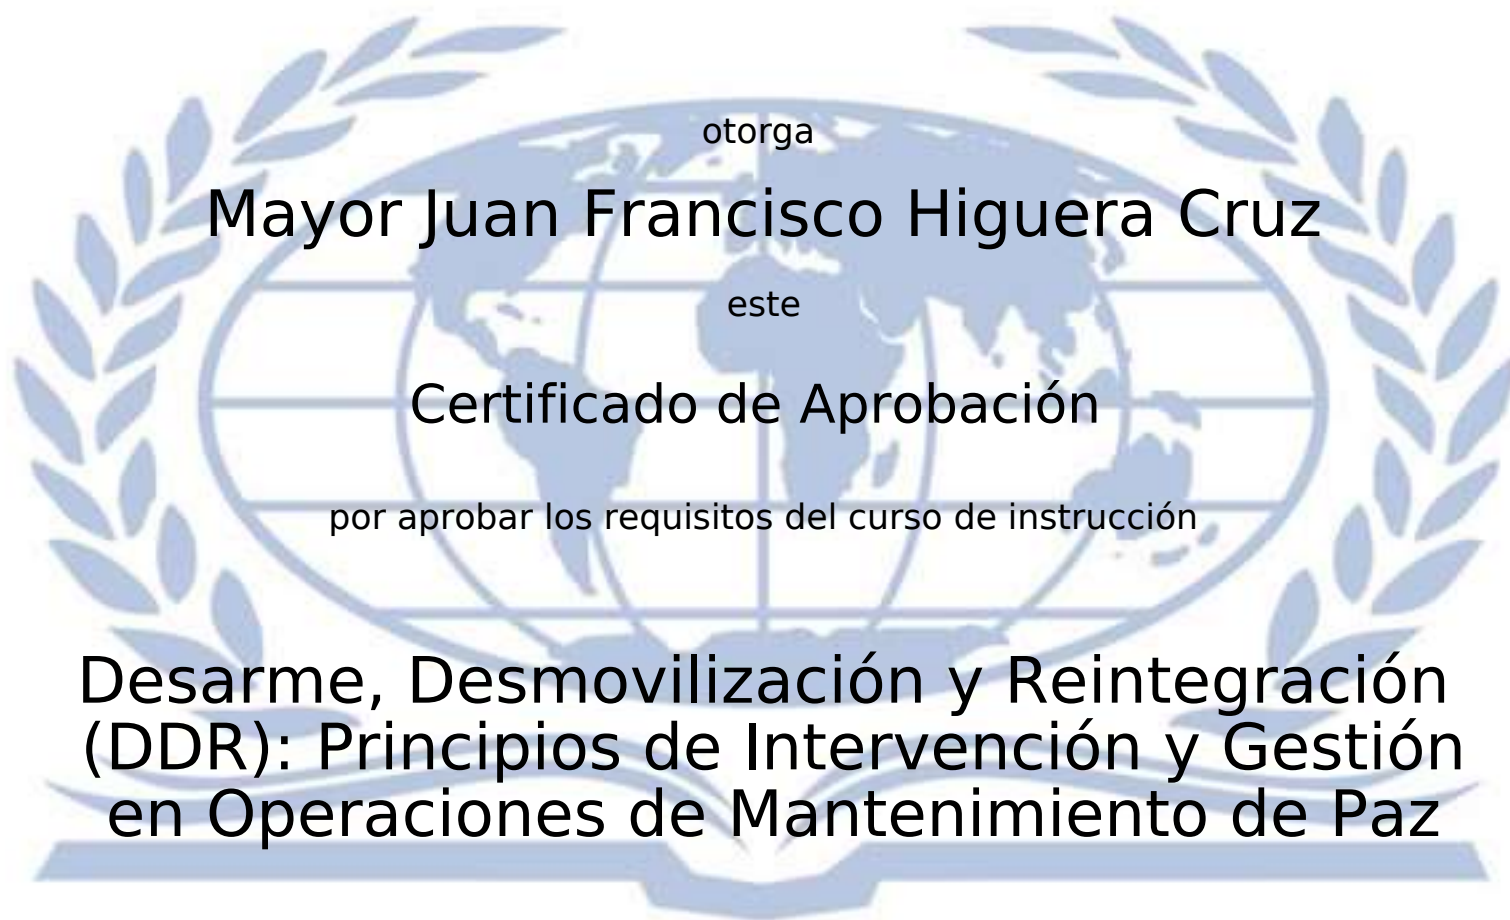 otorga
Mayor Juan Francisco Higuera Cruz
este
Certificado de Aprobación
por aprobar los requisitos del curso de instrucción
Desarme, Desmovilización y Reintegración
(DDR): Principios de Intervención y Gestión
en Operaciones de Mantenimiento de Paz